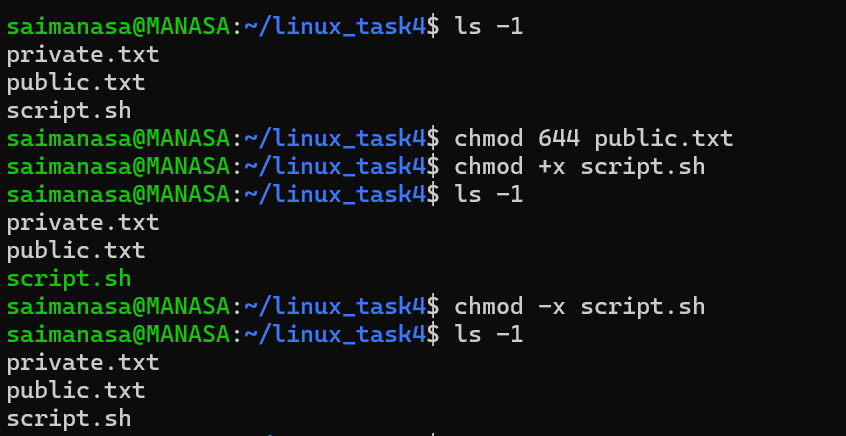 saimanasa@MANASA:~/linux_task4$ ls -1
private.txt
public.txt
script.sh
saimanasa@MANASA:~/linux_task4$ chmod 644 public.txt
saimanasa@MANASA:~/linux_task4$ chmod +x script.sh
saimanasa@MANASA:~/linux_task4$ ls -1
private.txt
public.txt
script.sh
saimanasa@MANASA:~/linux_task4$ chmod -x script.sh
saimanasa@MANASA:~/linux_task4$ ls -1
private.txt
public.txt
script.sh